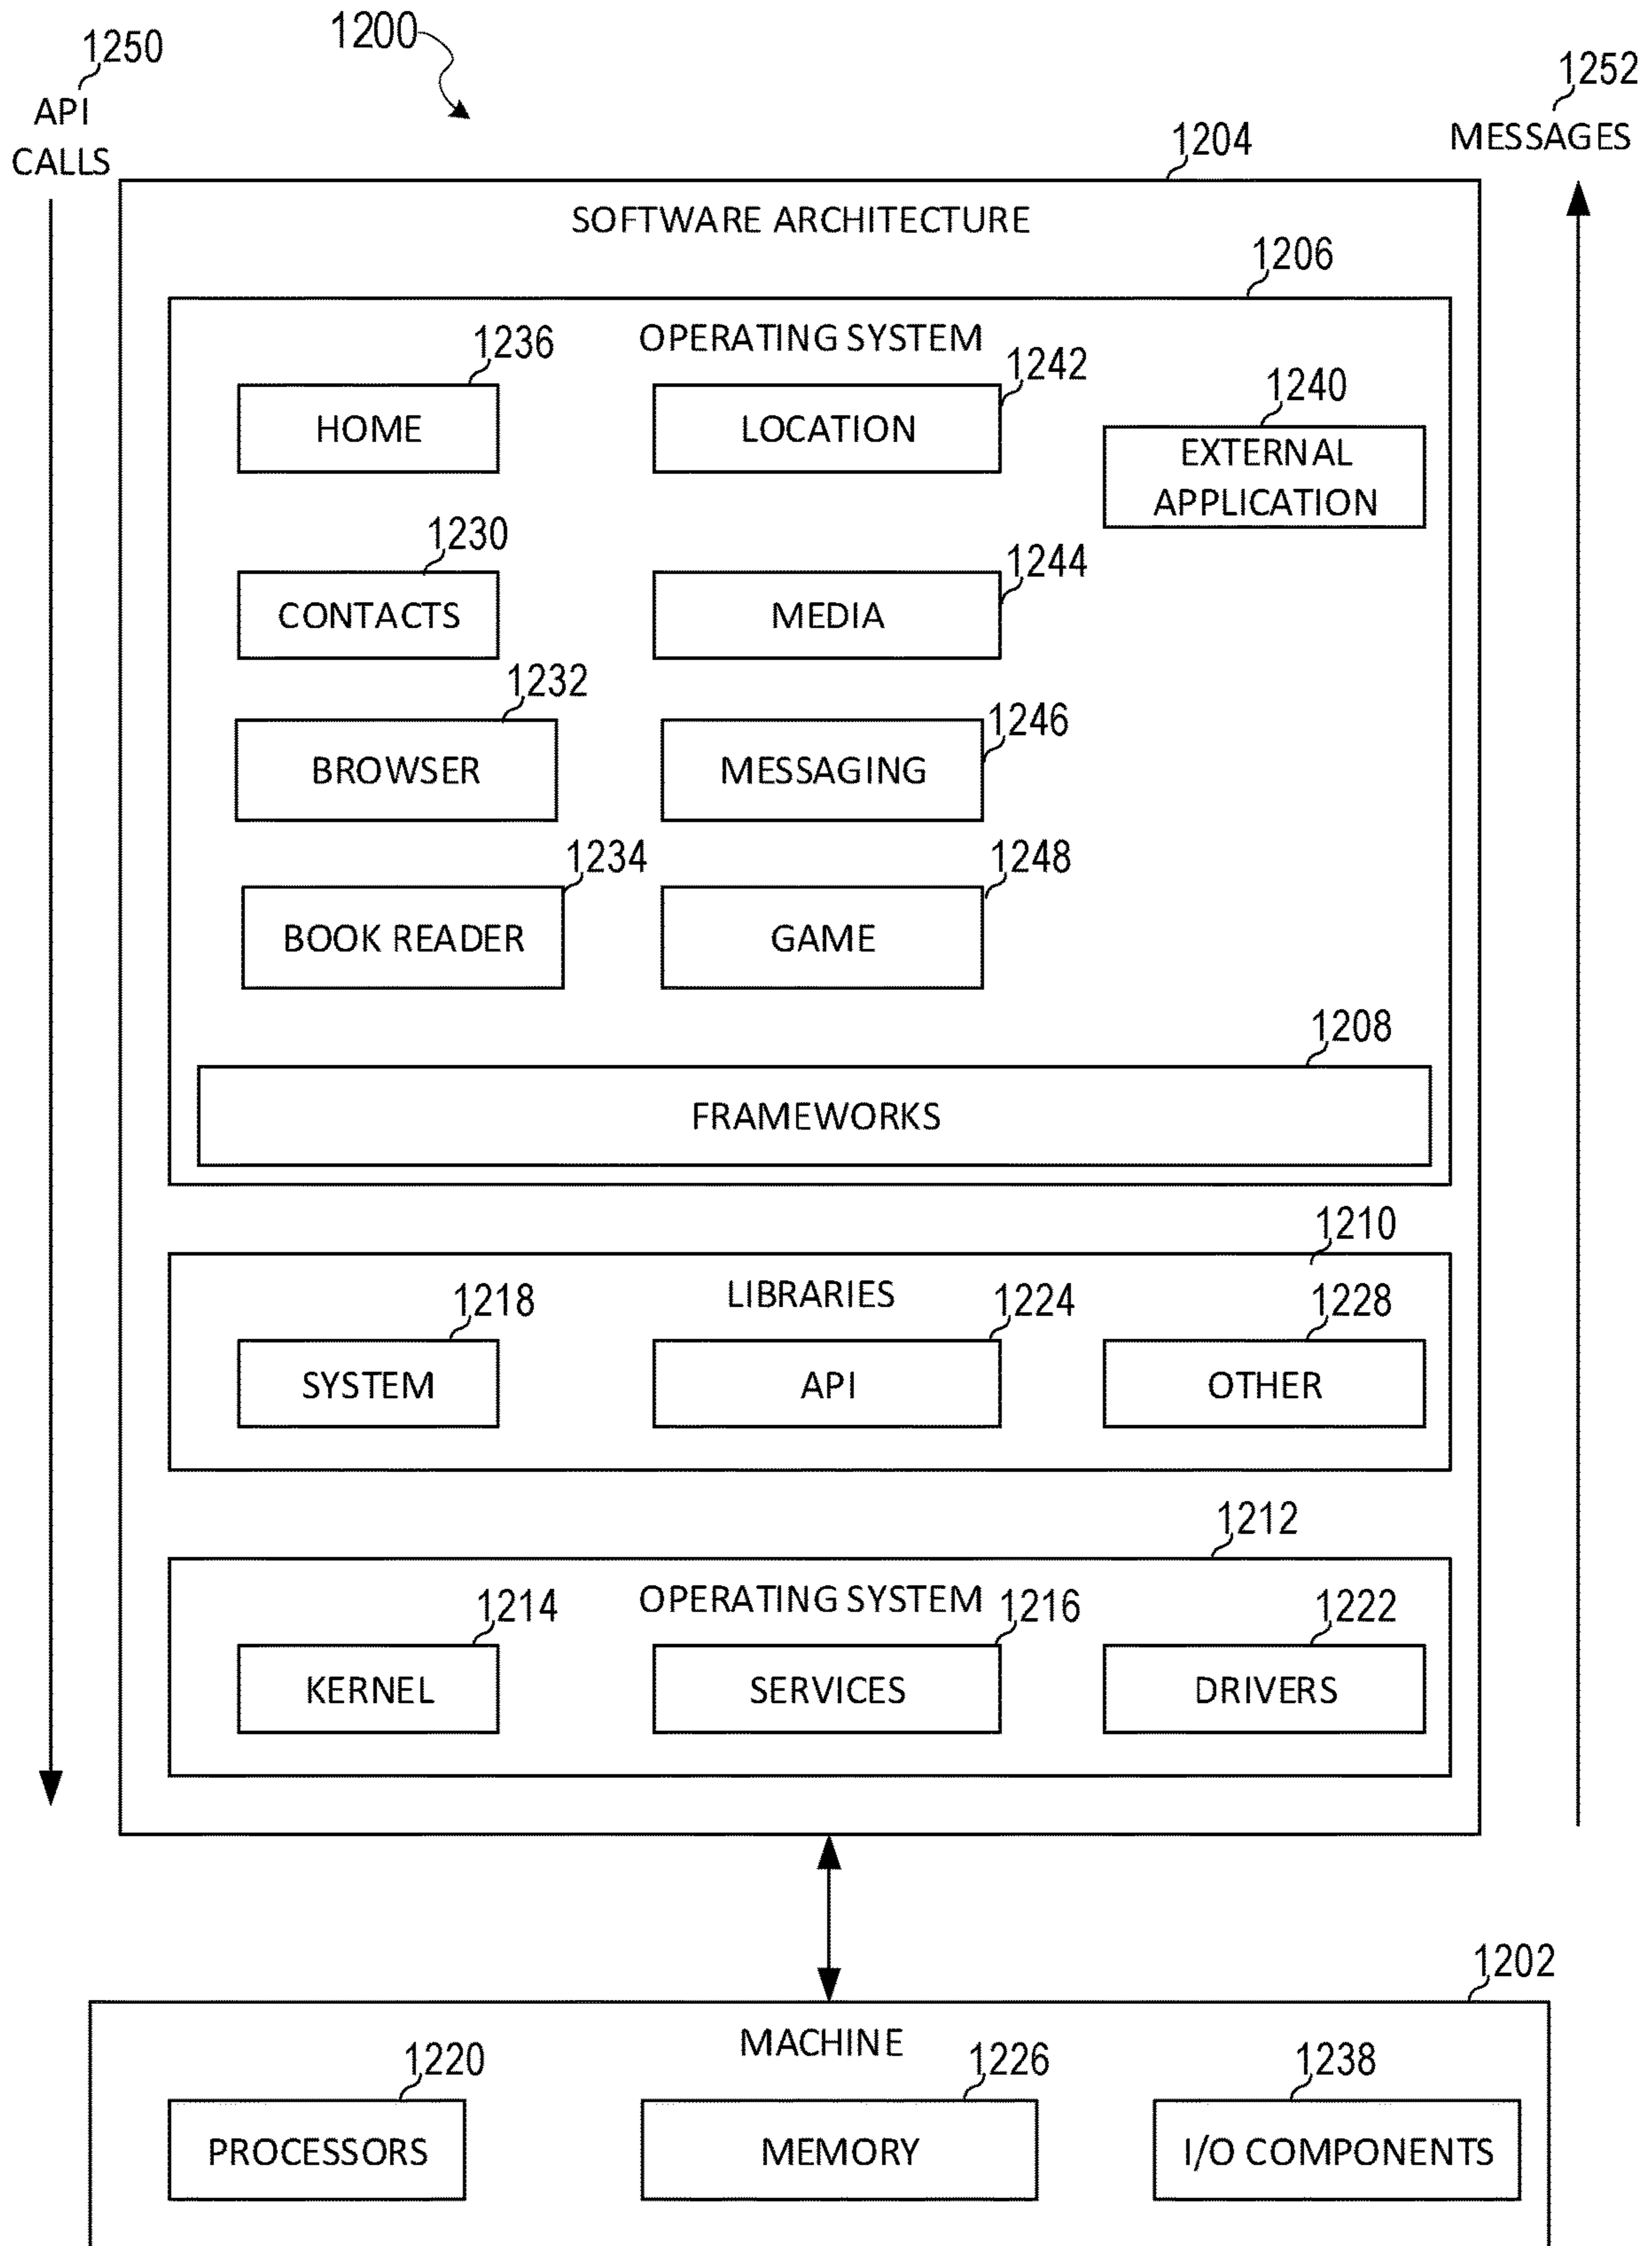 1250
API
CALLS
1200
1252
MESSAGES
1204
SOFTWARE ARCHITECTURE
1206
OPERATING SYSTEM
1236
HOME
1242
LOCATION
1240
EXTERNAL
APPLICATION
1230
CONTACTS
1244
MEDIA
1232
BROWSER
1246
MESSAGING
1234
BOOK READER
1248
GAME
1208
FRAMEWORKS
1210
LIBRARIES
1218
SYSTEM
1224
API
1228
OTHER
1212
OPERATING SYSTEM
1214
KERNEL
1216
SERVICES
1222
DRIVERS
1202
MACHINE
1220
PROCESSORS
1226
MEMORY
1238
I/O COMPONENTS